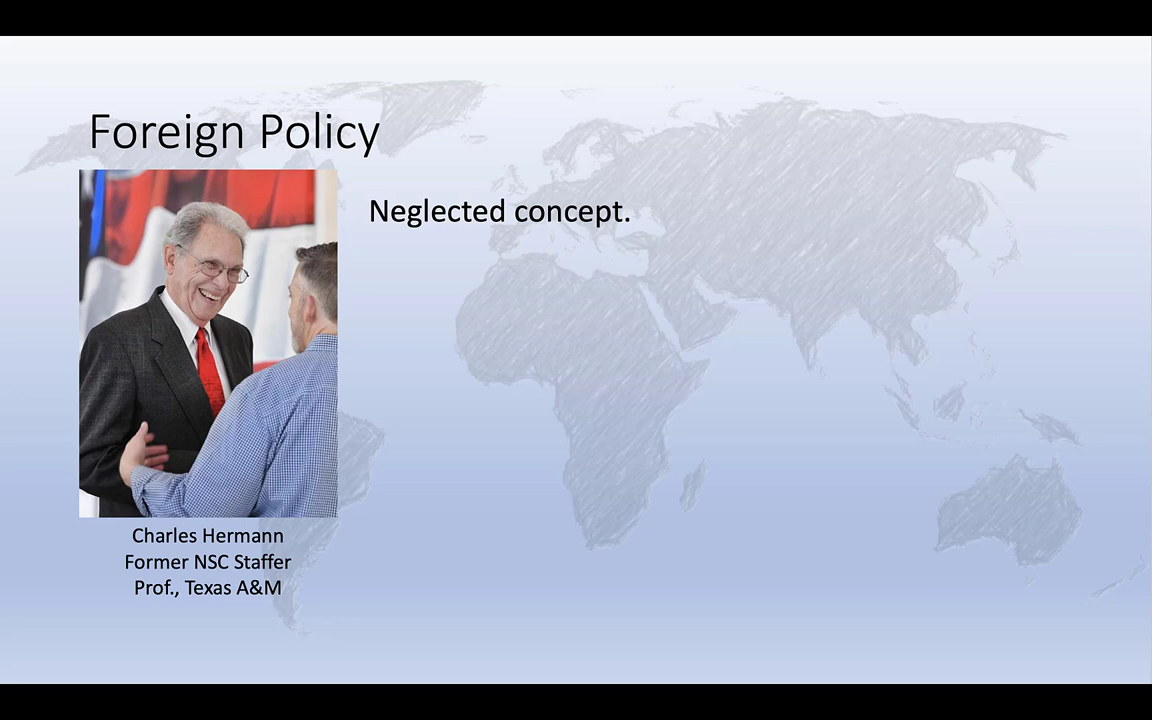 Foreign Policy
Neglected concept.
Charles Hermann
Former NSC Staffer
Prof., Texas A&M